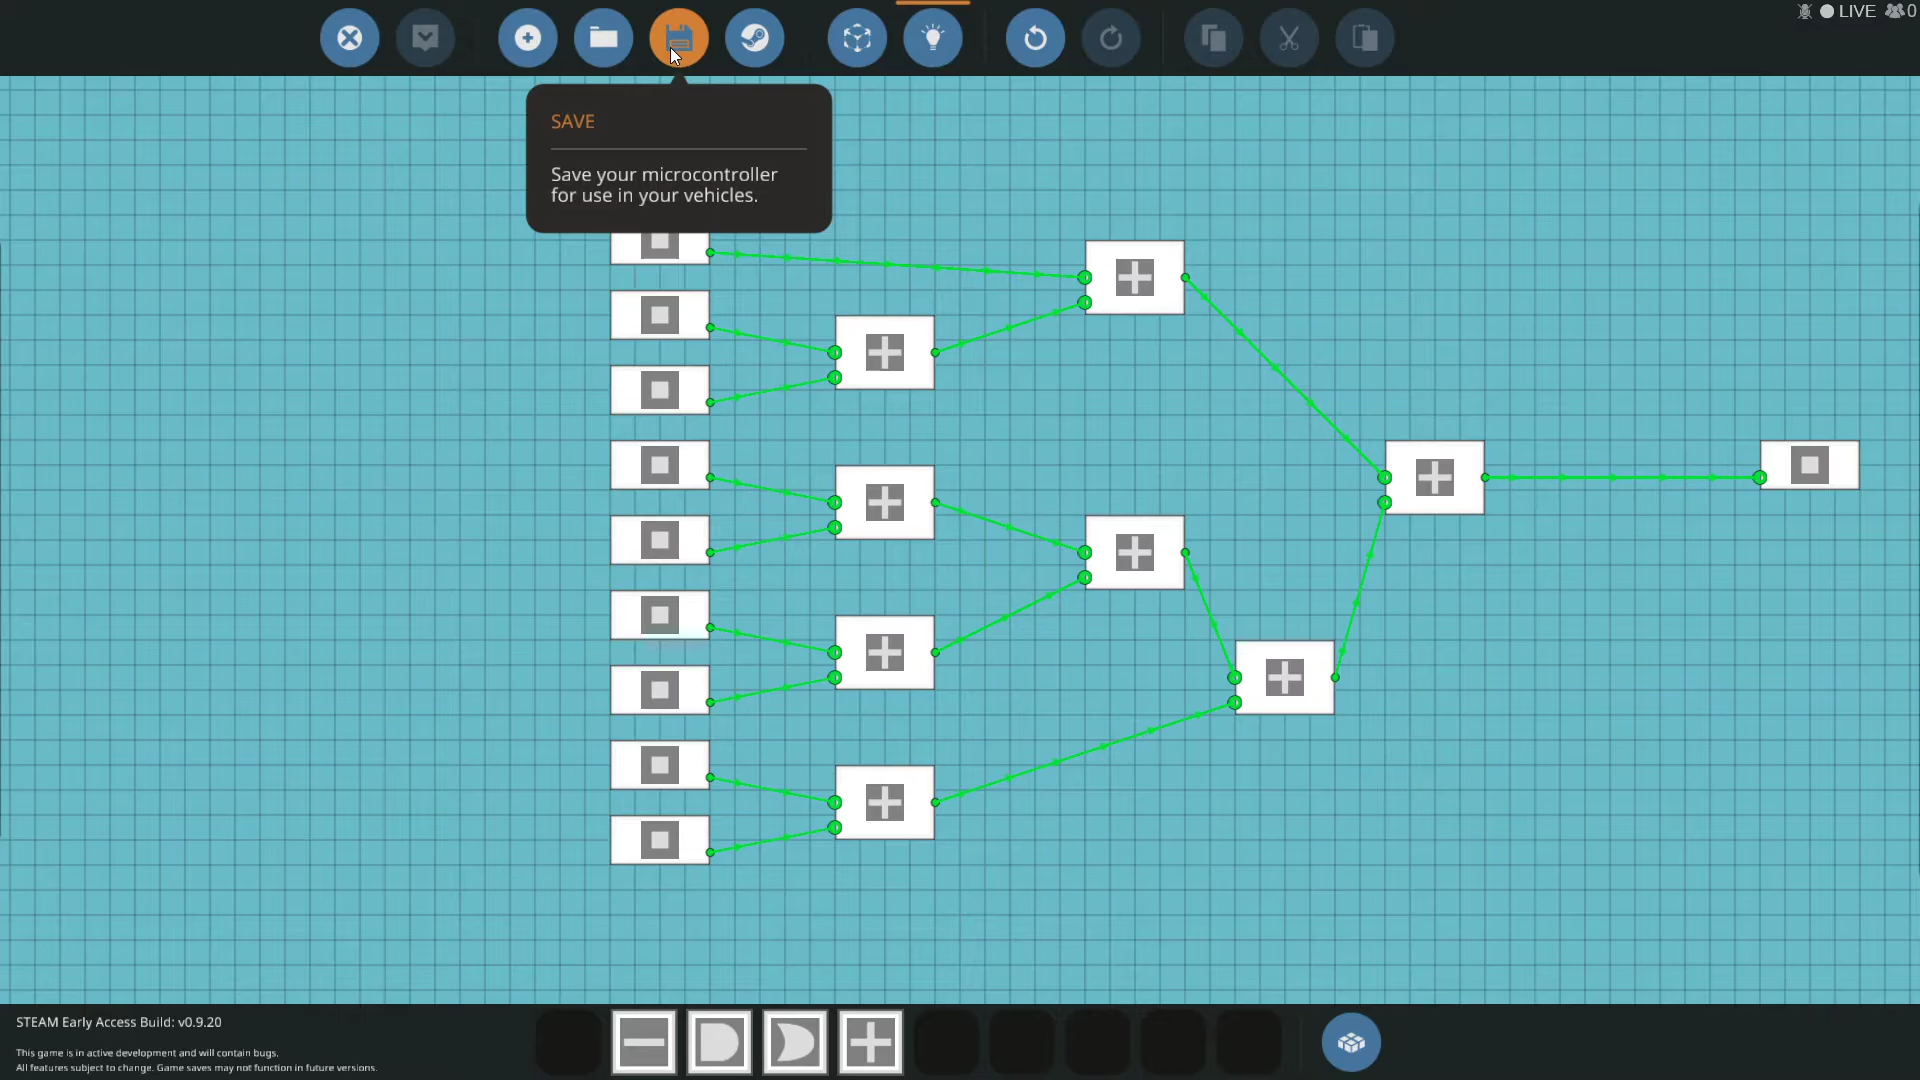 LIVE 0
SAVE
Save your microcontroller
for use in your vehicles.
STEAM Early Access Build: v0.9.20
This game is in active development and will contain bugs.
All features subject to change. Game saves may not function in future versions.